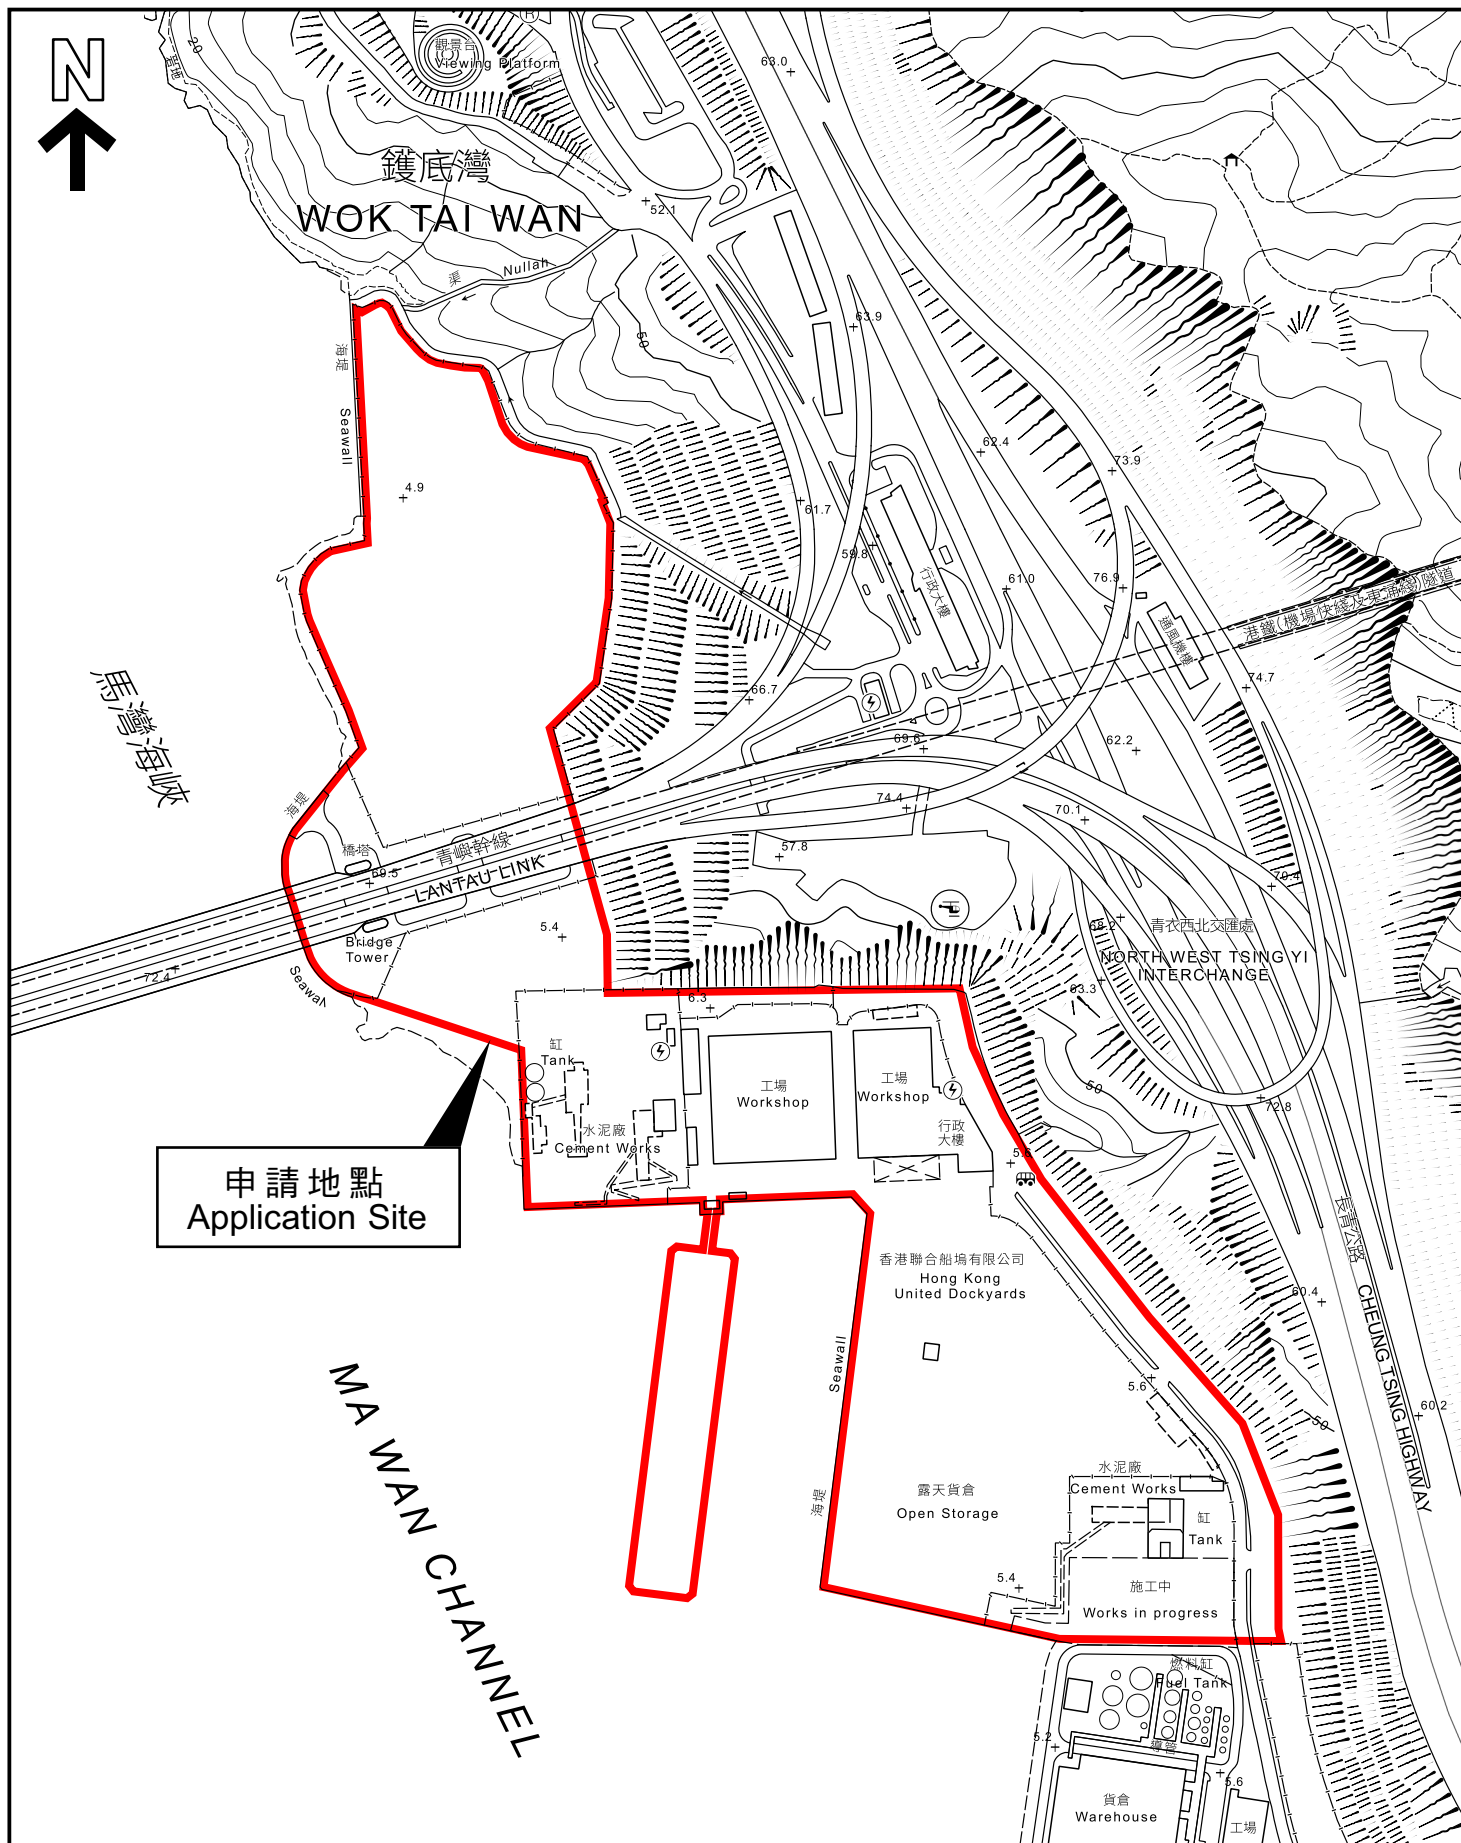 N
R
觀景台
Viewing Platform
20
岩地
63.0
鑊底灣
WOK TAI WAN
52.1
渠
Nullah
海堤
Seawall
50
63.9
4.9
62.4
73.9
61.7
59.8
行政大樓
61.0
76.9
通風機樓
港鐵(機場快綫及東涌綫)隧道
馬灣海峽
66.7
74.7
69.6
62.2
74.4
70.1
57.8
70.4
海堤
橋塔
69.5
青嶼幹線
LANTAU LINK
Bridge
Tower
5.4
72.4
Seawall
68.2
青衣西北交匯處
NORTH WEST TSING YI
INTERCHANGE
63.3
6.3
缸
Tank
工場
Workshop
工場
Workshop
50
72.8
水泥廠
Cement Works
行政
大樓
5.5
申請地點
Application Site
長青公路
CHEUNG TSING HIGHWAY
香港聯合船塢有限公司
Hong Kong
United Dockyards
60.4
Seawall
海堤
5.6
50
60.2
MA WAN CHANNEL
水泥廠
Cement Works
露天貨倉
Open Storage
缸
Tank
5.4
施工中
Works in progress
燃料缸
Fuel Tank
5.2
導管
5.6
貨倉
Warehouse
工場